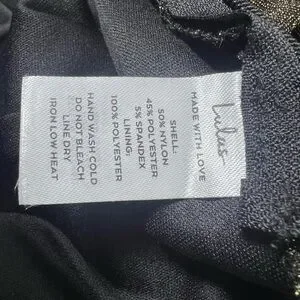 Lulus
MADE WITH LOVE
SHELL:
50% NYLON
45% POLYESTER
5% SPANDEX
LINING:
100% POLYESTER
HAND WASH COLD
DO NOT BLEACH
LINE DRY
IRON LOW HEAT